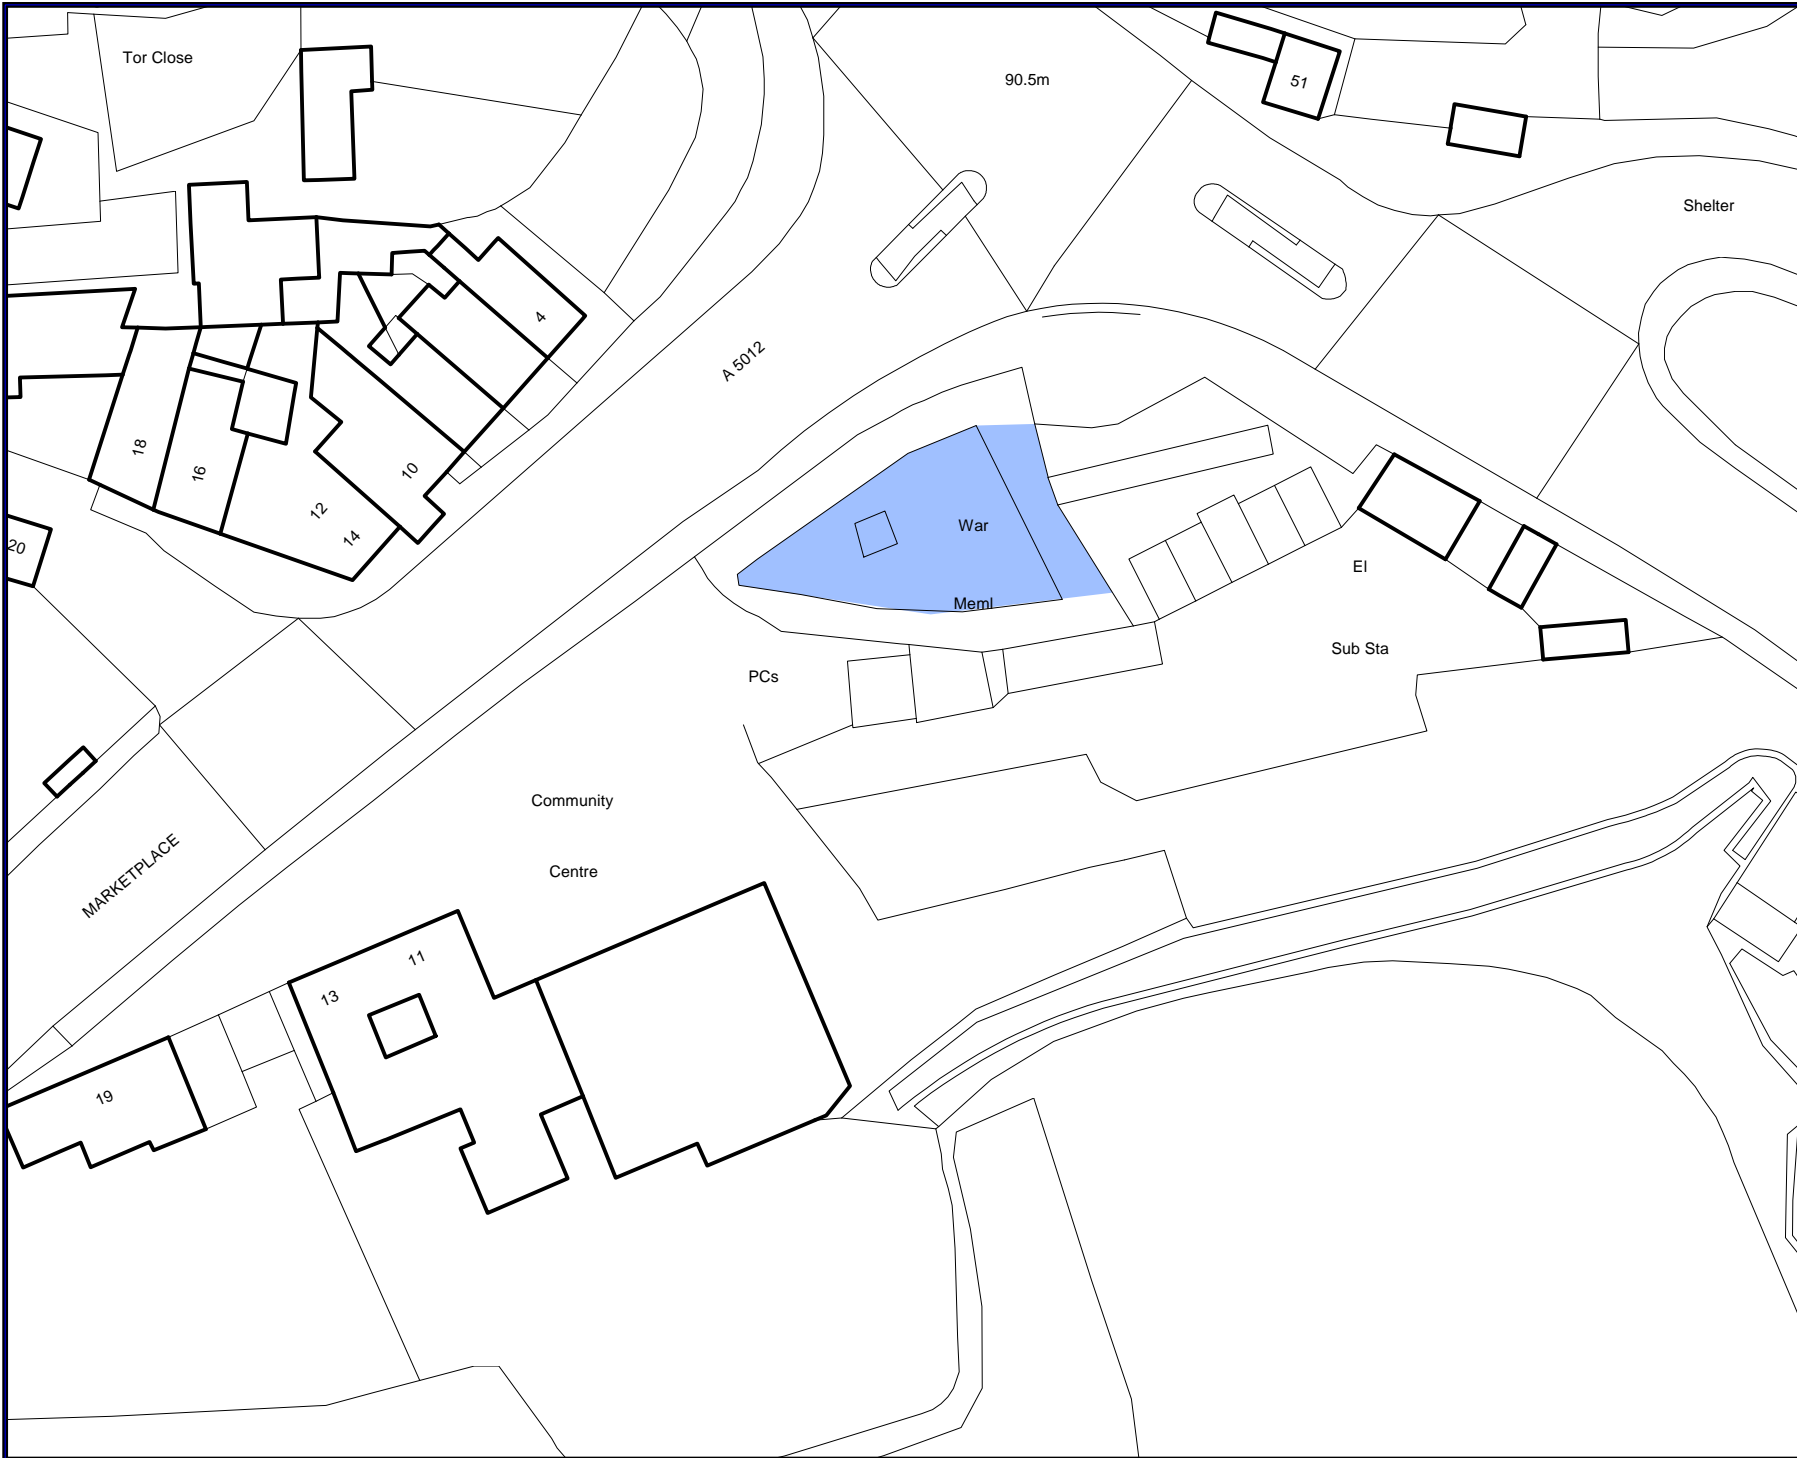 Tor Close
90.5m
51
Shelter
4
A 5012
18
16
10
12
14
20
War
Meml
El
Sub Sta
PCs
Community
Centre
MARKETPLACE
11
13
19